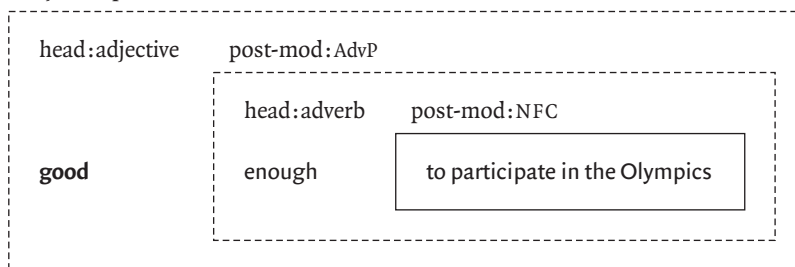 head:adjective post-mod:AdvP
head:adverb post-mod:NFC
good enough to participate in the Olympics